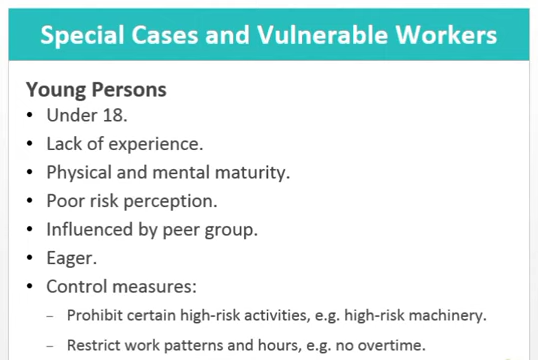 Special Cases and Vulnerable Workers
Young Persons
• Under 18.
• Lack of experience.
• Physical and mental maturity.
• Poor risk perception.
• Influenced by peer group.
• Eager.
• Control measures:
– Prohibit certain high-risk activities, e.g. high-risk machinery.
– Restrict work patterns and hours, e.g. no overtime.